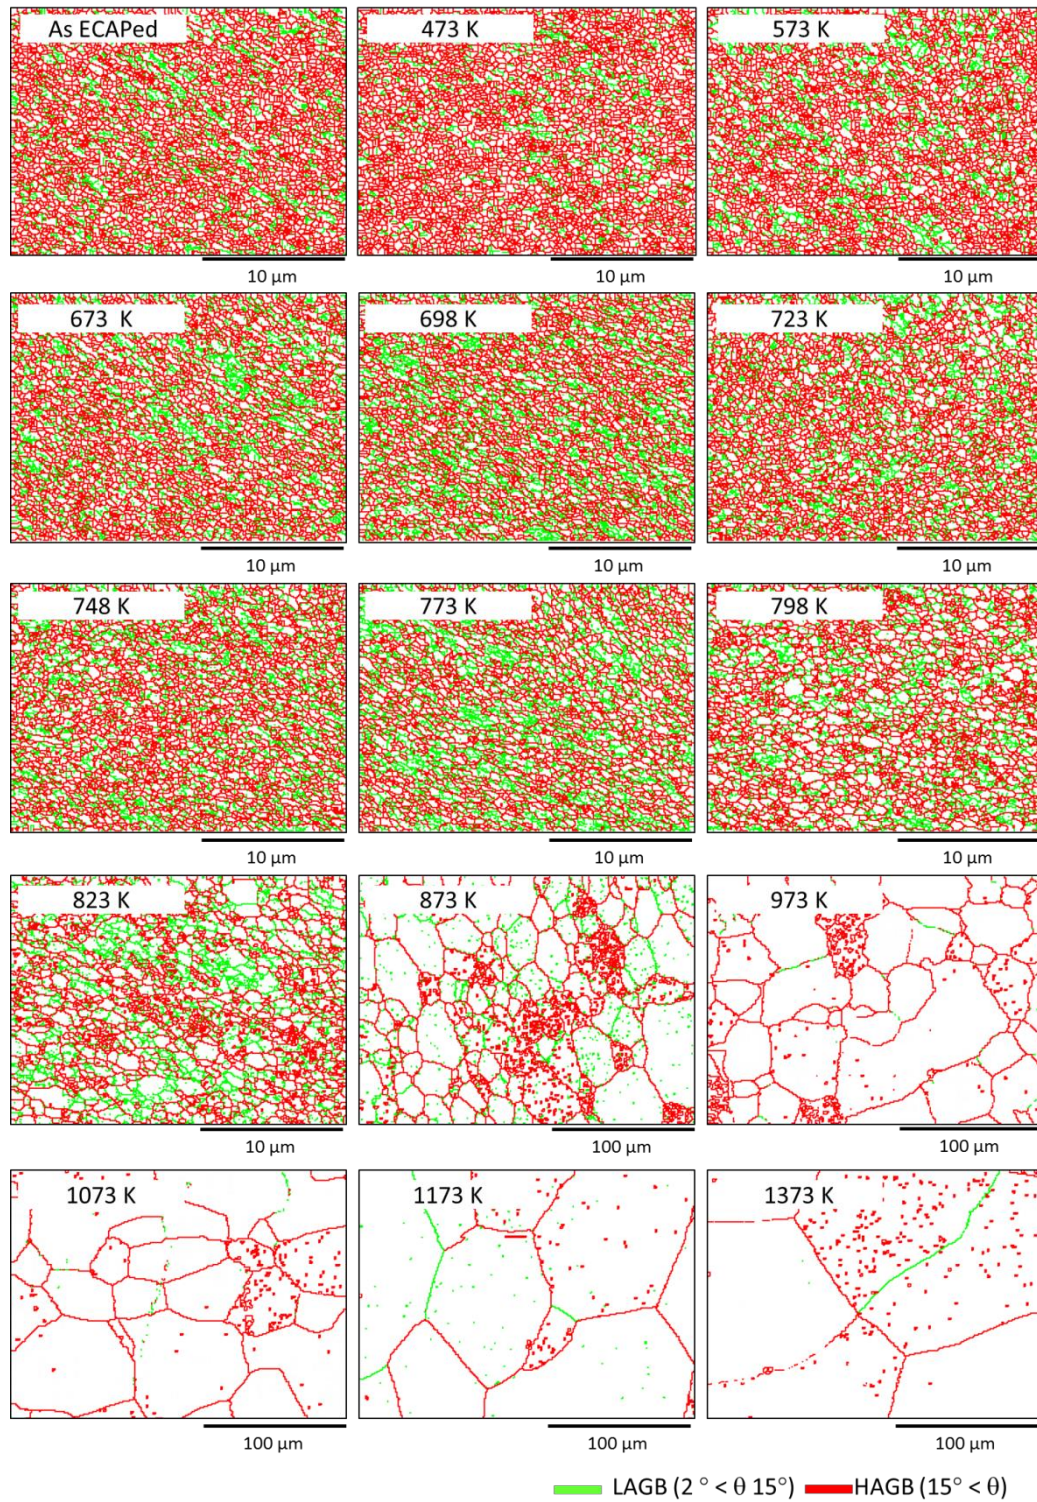 As ECAPed 473 K 573 K
10 μm 10 μm 10 μm
673 K 698 K 723 K
10 μm 10 μm 10 μm
748 K 773 K 798 K
10 μm 10 μm 10 μm
823 K 873 K 973 K
10 μm 100 μm 100 μm
1073 K 1173 K 1373 K
100 μm 100 μm 100 μm
LAGB (2 ° < θ 15°) HAGB (15° < θ)